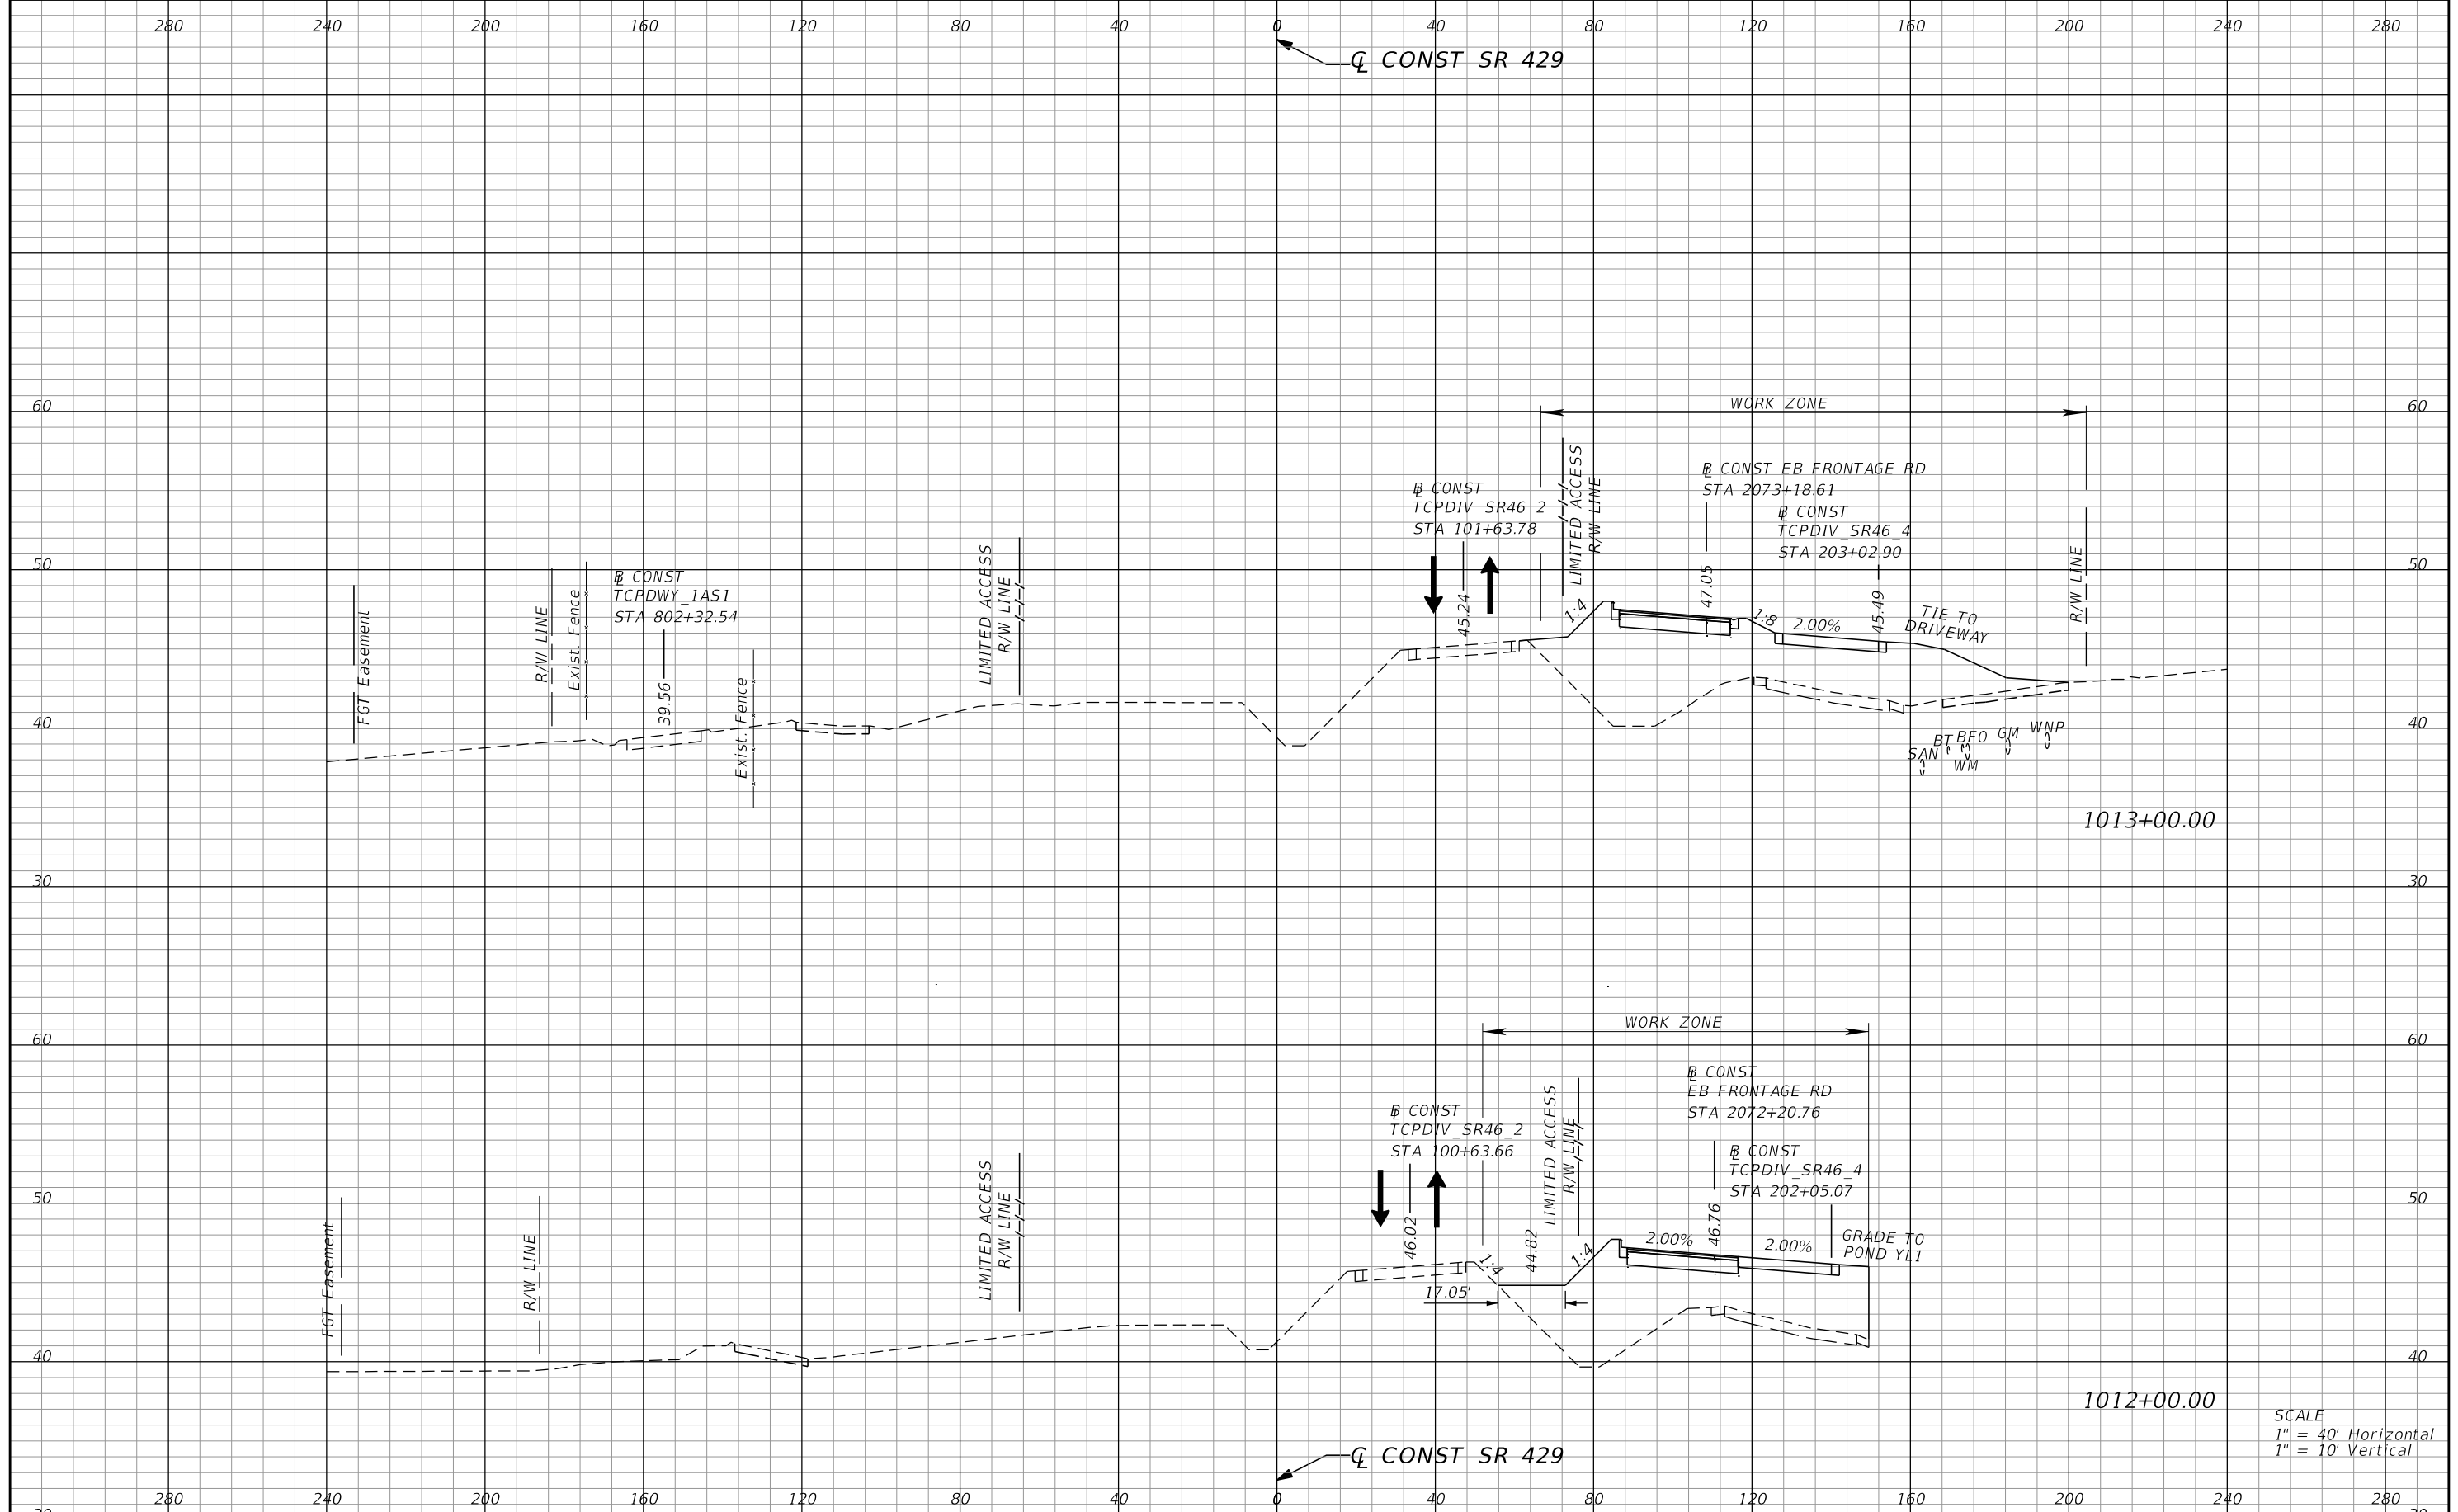 280 240 200 160 120 80 40 0 40 80 120 160 200 240 280
℄ CONST SR 429
60
60
WORK ZONE
LIMITED ACCESS
R/W LINE
BL CONST EB FRONTAGE RD
STA 2073+18.61
BL CONST
TCPDIV_SR46_2
STA 101+63.78
BL CONST
TCPDIV_SR46_4
STA 203+02.90
50
50
FGT Easement
R/W LINE
Exist. Fence
BL CONST
TCPDWY_1AS1
STA 802+32.54
39.56
Exist. Fence
LIMITED ACCESS
R/W LINE
45.24
1:4
47.05
1:8
2.00%
45.49
TIE TO
DRIVEWAY
R/W LINE
40
40
SAN
BT
BFO
WM
GM
WNP
1013+00.00
30
30
60
60
WORK ZONE
BL CONST
EB FRONTAGE RD
STA 2072+20.76
BL CONST
TCPDIV_SR46_2
STA 100+63.66
LIMITED ACCESS
R/W LINE
BL CONST
TCPDIV_SR46_4
STA 202+05.07
50
50
FGT Easement
R/W LINE
LIMITED ACCESS
R/W LINE
46.02
1:4
44.82
17.05'
1:4
2.00%
46.76
2.00%
GRADE TO
POND YL1
40
40
1012+00.00
SCALE
1" = 40' Horizontal
1" = 10' Vertical
℄ CONST SR 429
280 240 200 160 120 80 40 0 40 80 120 160 200 240 280